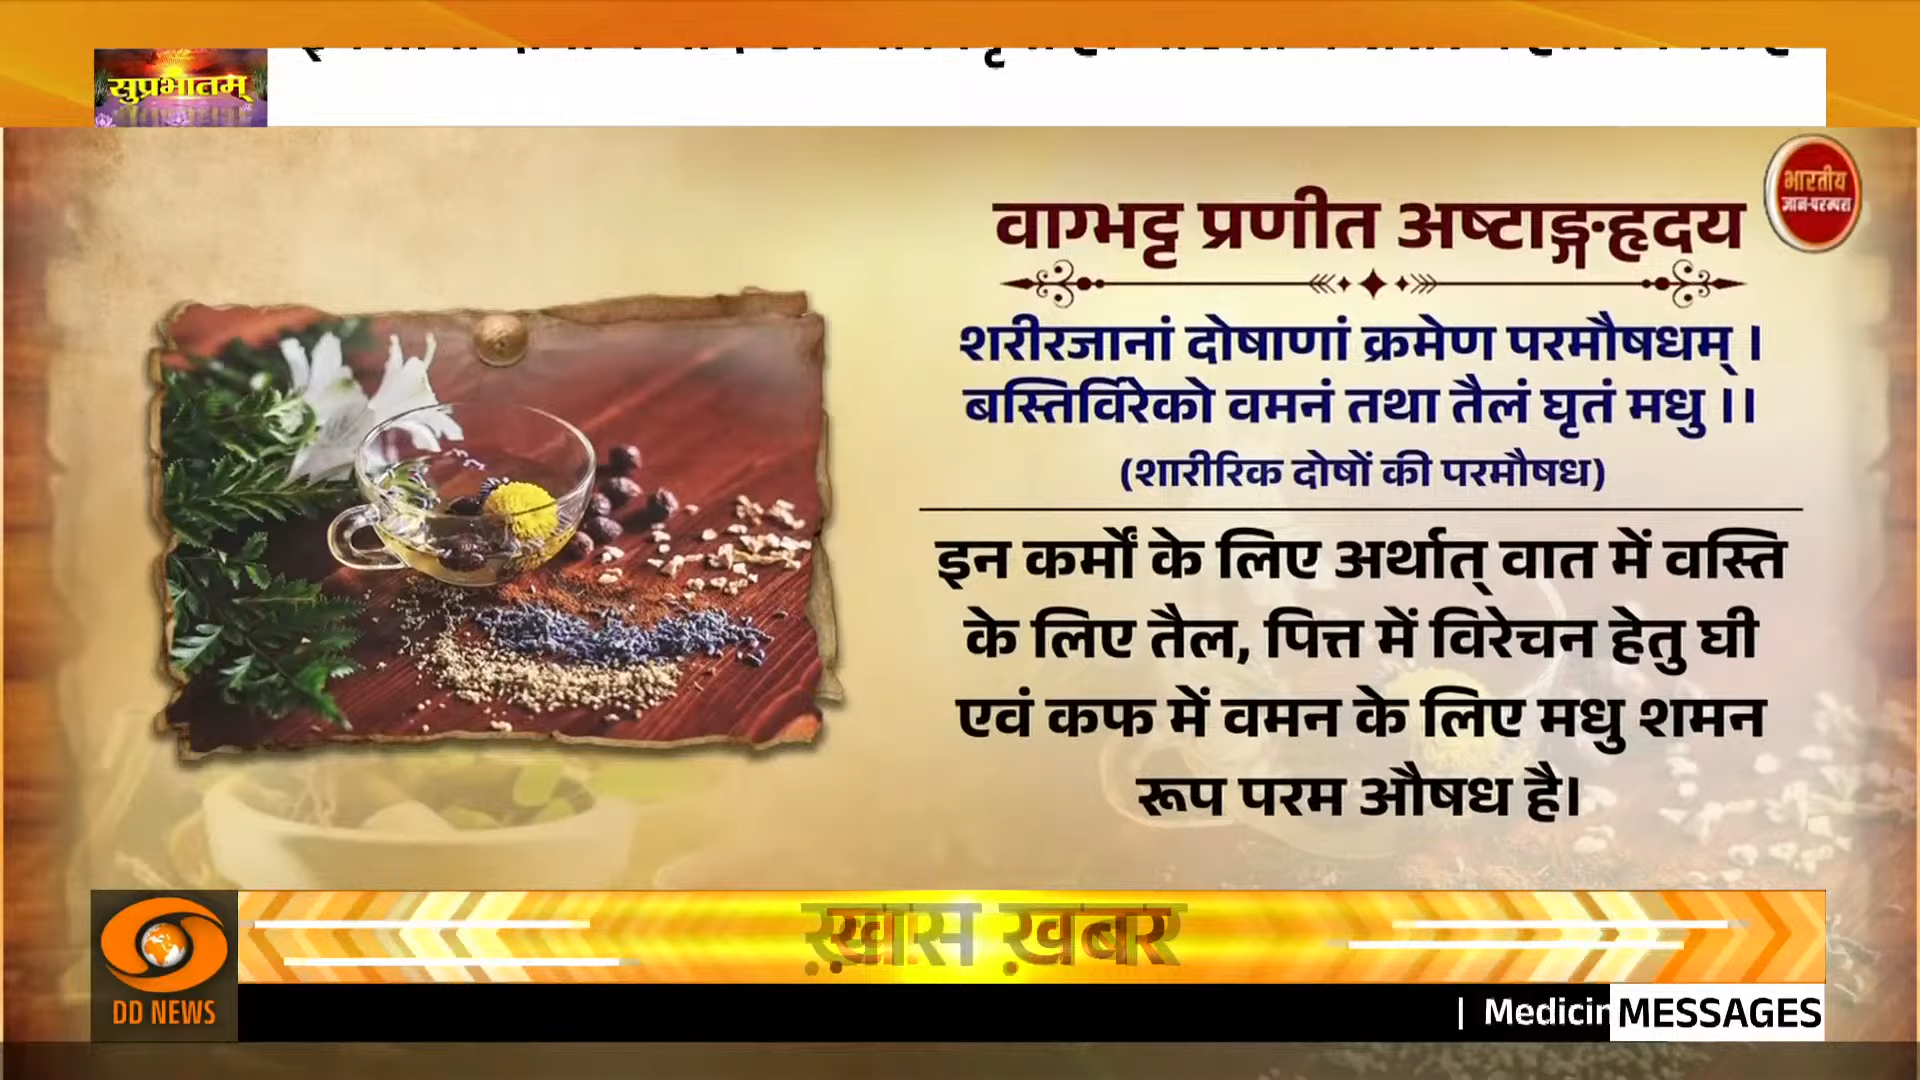 सुप्रभातम्
भारतीय
ज्ञान-परम्परा
वाग्भट्ट प्रणीत अष्टाङ्गहृदय
शरीरजानां दोषाणां क्रमेण परमौषधम् ।
बस्तिर्विरेको वमनं तथा तैलं घृतं मधु ।।
(शारीरिक दोषों की परमौषध)
इन कर्मों के लिए अर्थात् वात में वस्ति
के लिए तैल, पित्त में विरेचन हेतु घी
एवं कफ में वमन के लिए मधु शमन
रूप परम औषध है।
ख़ास ख़बर
DD NEWS
| Medicin
MESSAGES